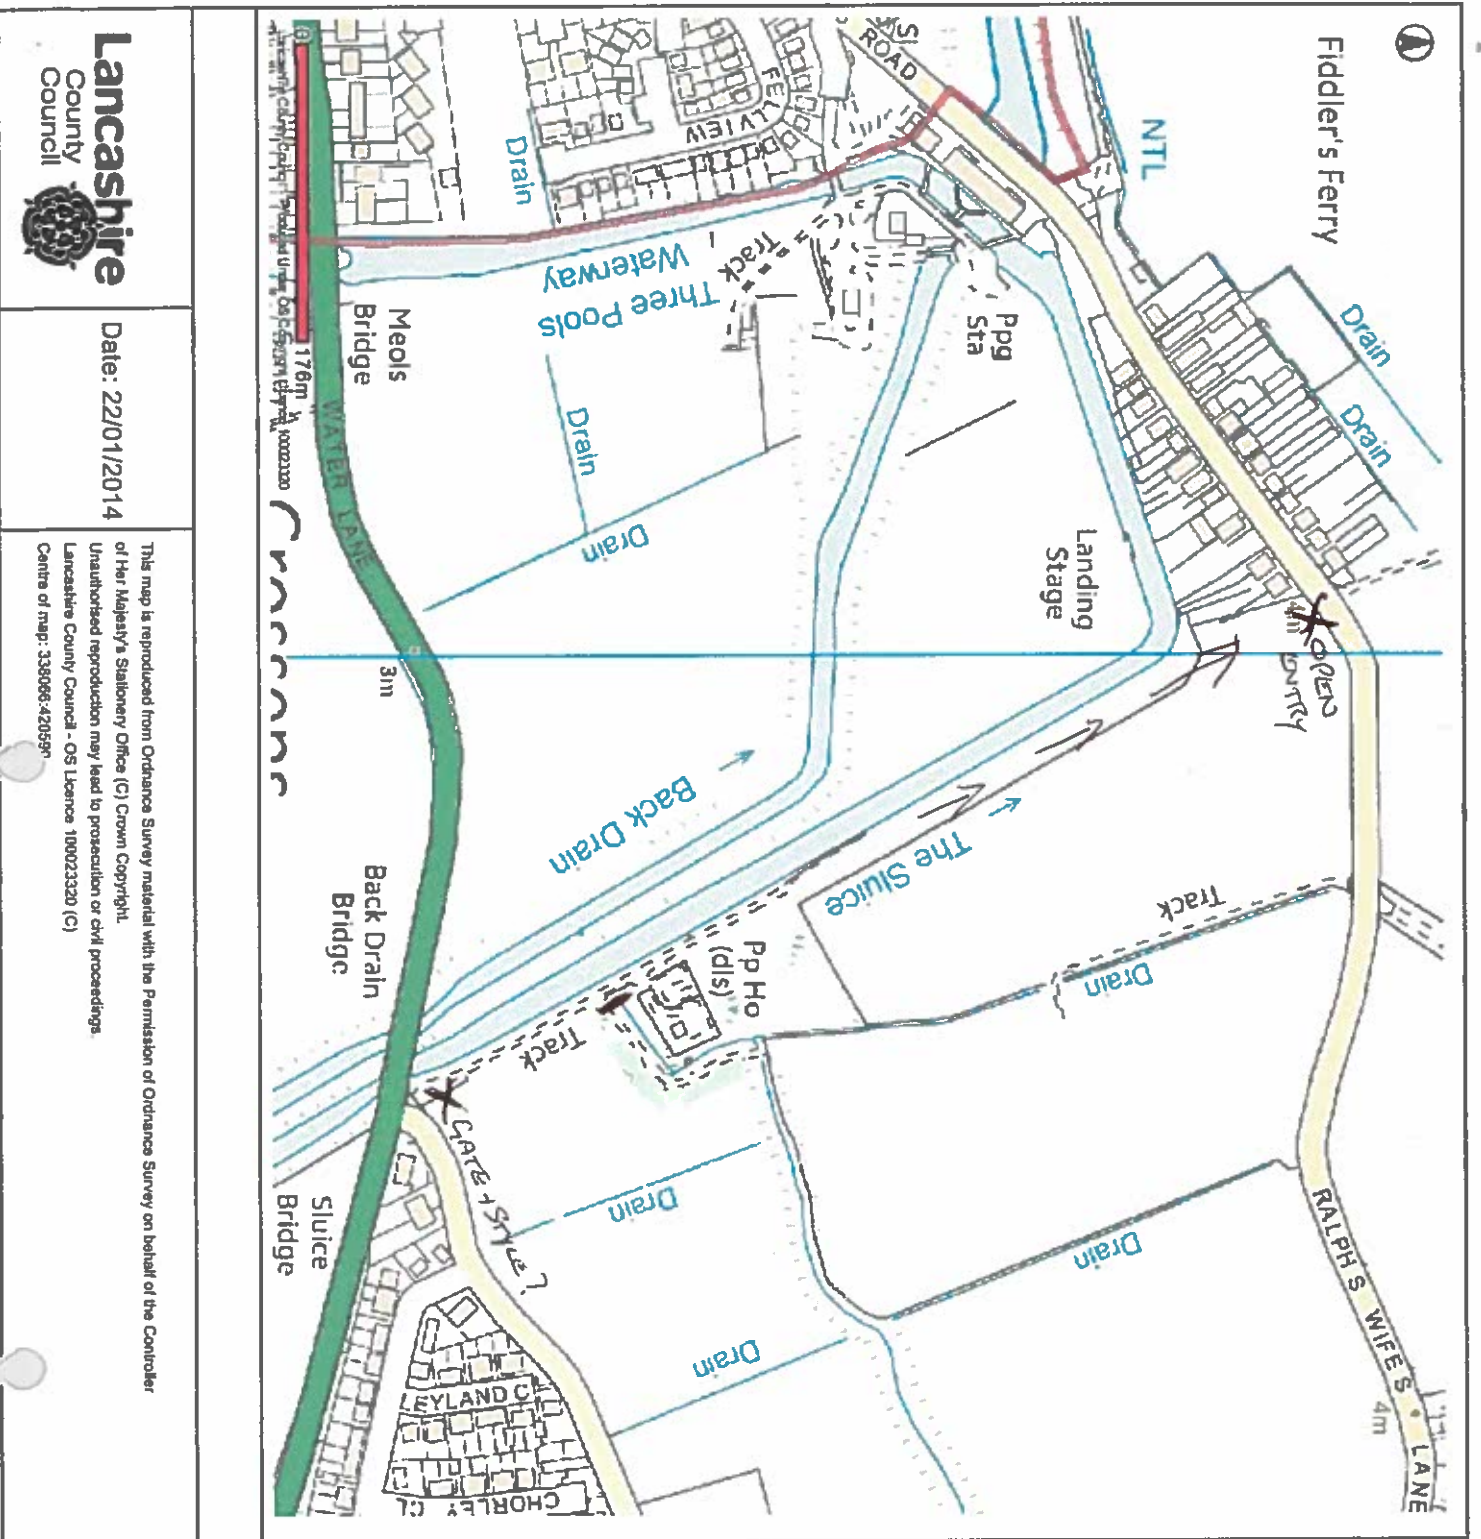 Fiddler's Ferry
NTL
Drain
Drain
ROAD
FELLVIEW
Drain
Three Pools
Waterway
Track
Ppg
Sta
Meols
Bridge
Drain
Drain
WATER LANE
176m
Landing
Stage
4m
OPEN
ENTRY
3m
Back Drain
The Sluice
Track
Drain
Pp Ho
(dis)
Track
Back Drain
Bridge
GATE + STYLE?
Sluice
Bridge
Drain
Drain
Drain
RALPH'S WIFE'S LANE
4m
CHORLEY CL
Crossens
Lancashire
County
Council
Date: 22/01/2014
This map is reproduced from Ordnance Survey material with the Permission of Ordnance Survey on behalf of the Controller
of Her Majesty's Stationery Office (C) Crown Copyright.
Unauthorised reproduction may lead to prosecution or civil proceedings.
Lancashire County Council - OS Licence 100023320 (C)